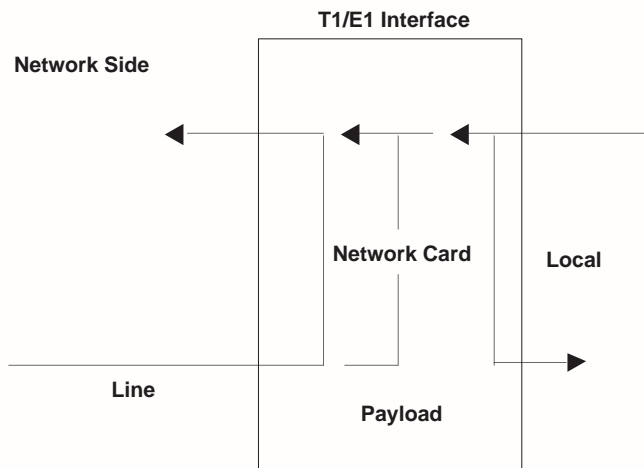 T1/E1 Interface
Network Side
Network Card
Local
Line
Payload